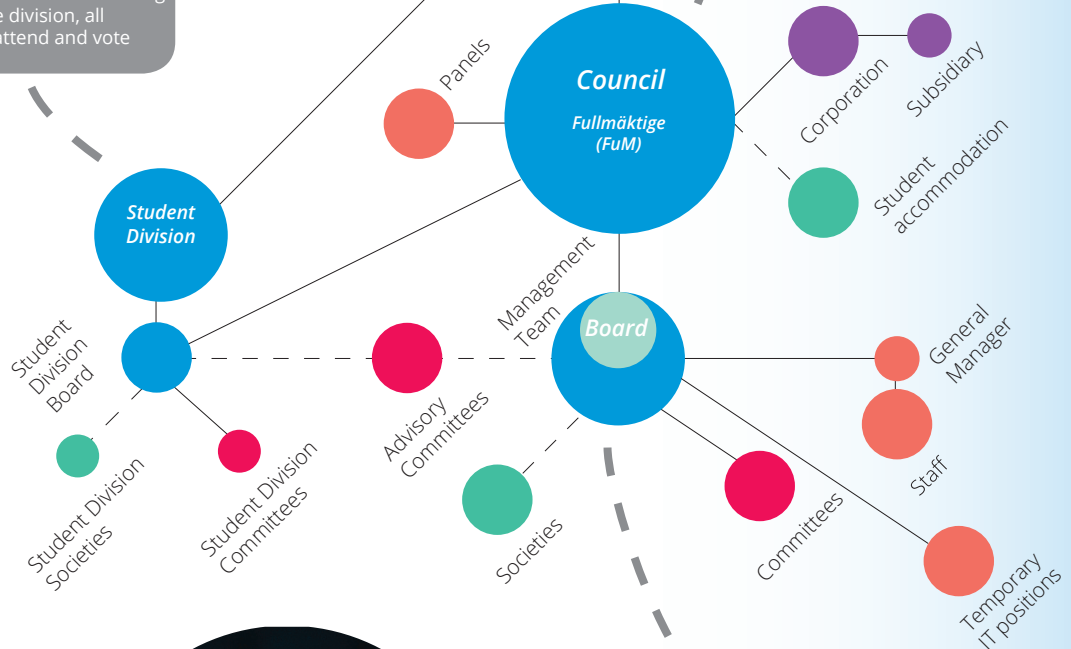 e division, all
attend and vote
Panels
Council
Fullmäktige
(FuM)
Corporation
Subsidiary
Student
accommodation
Student
Division
Management
Team
Board
Student
Division
Board
General
Manager
Advisory
Committees
Staff
Student Division
Societies
Student Division
Committees
Societies
Committees
Temporary
IT positions